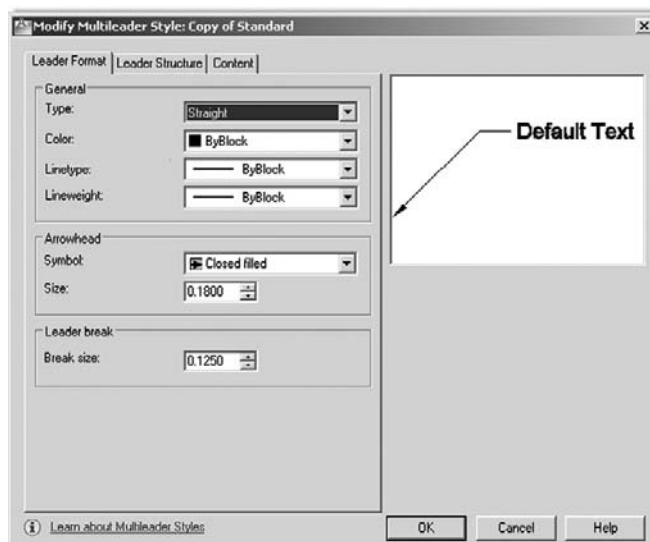 Modify Multileader Style: Copy of Standard
Leader Format Leader Structure Content
General
Type: Straight
Color: ByBlock
Linetype: ByBlock
Lineweight: ByBlock
Arrowhead
Symbol: Closed filled
Size: 0.1800
Leader break
Break size: 0.1250
Default Text
Learn about Multileader Styles
OK Cancel Help